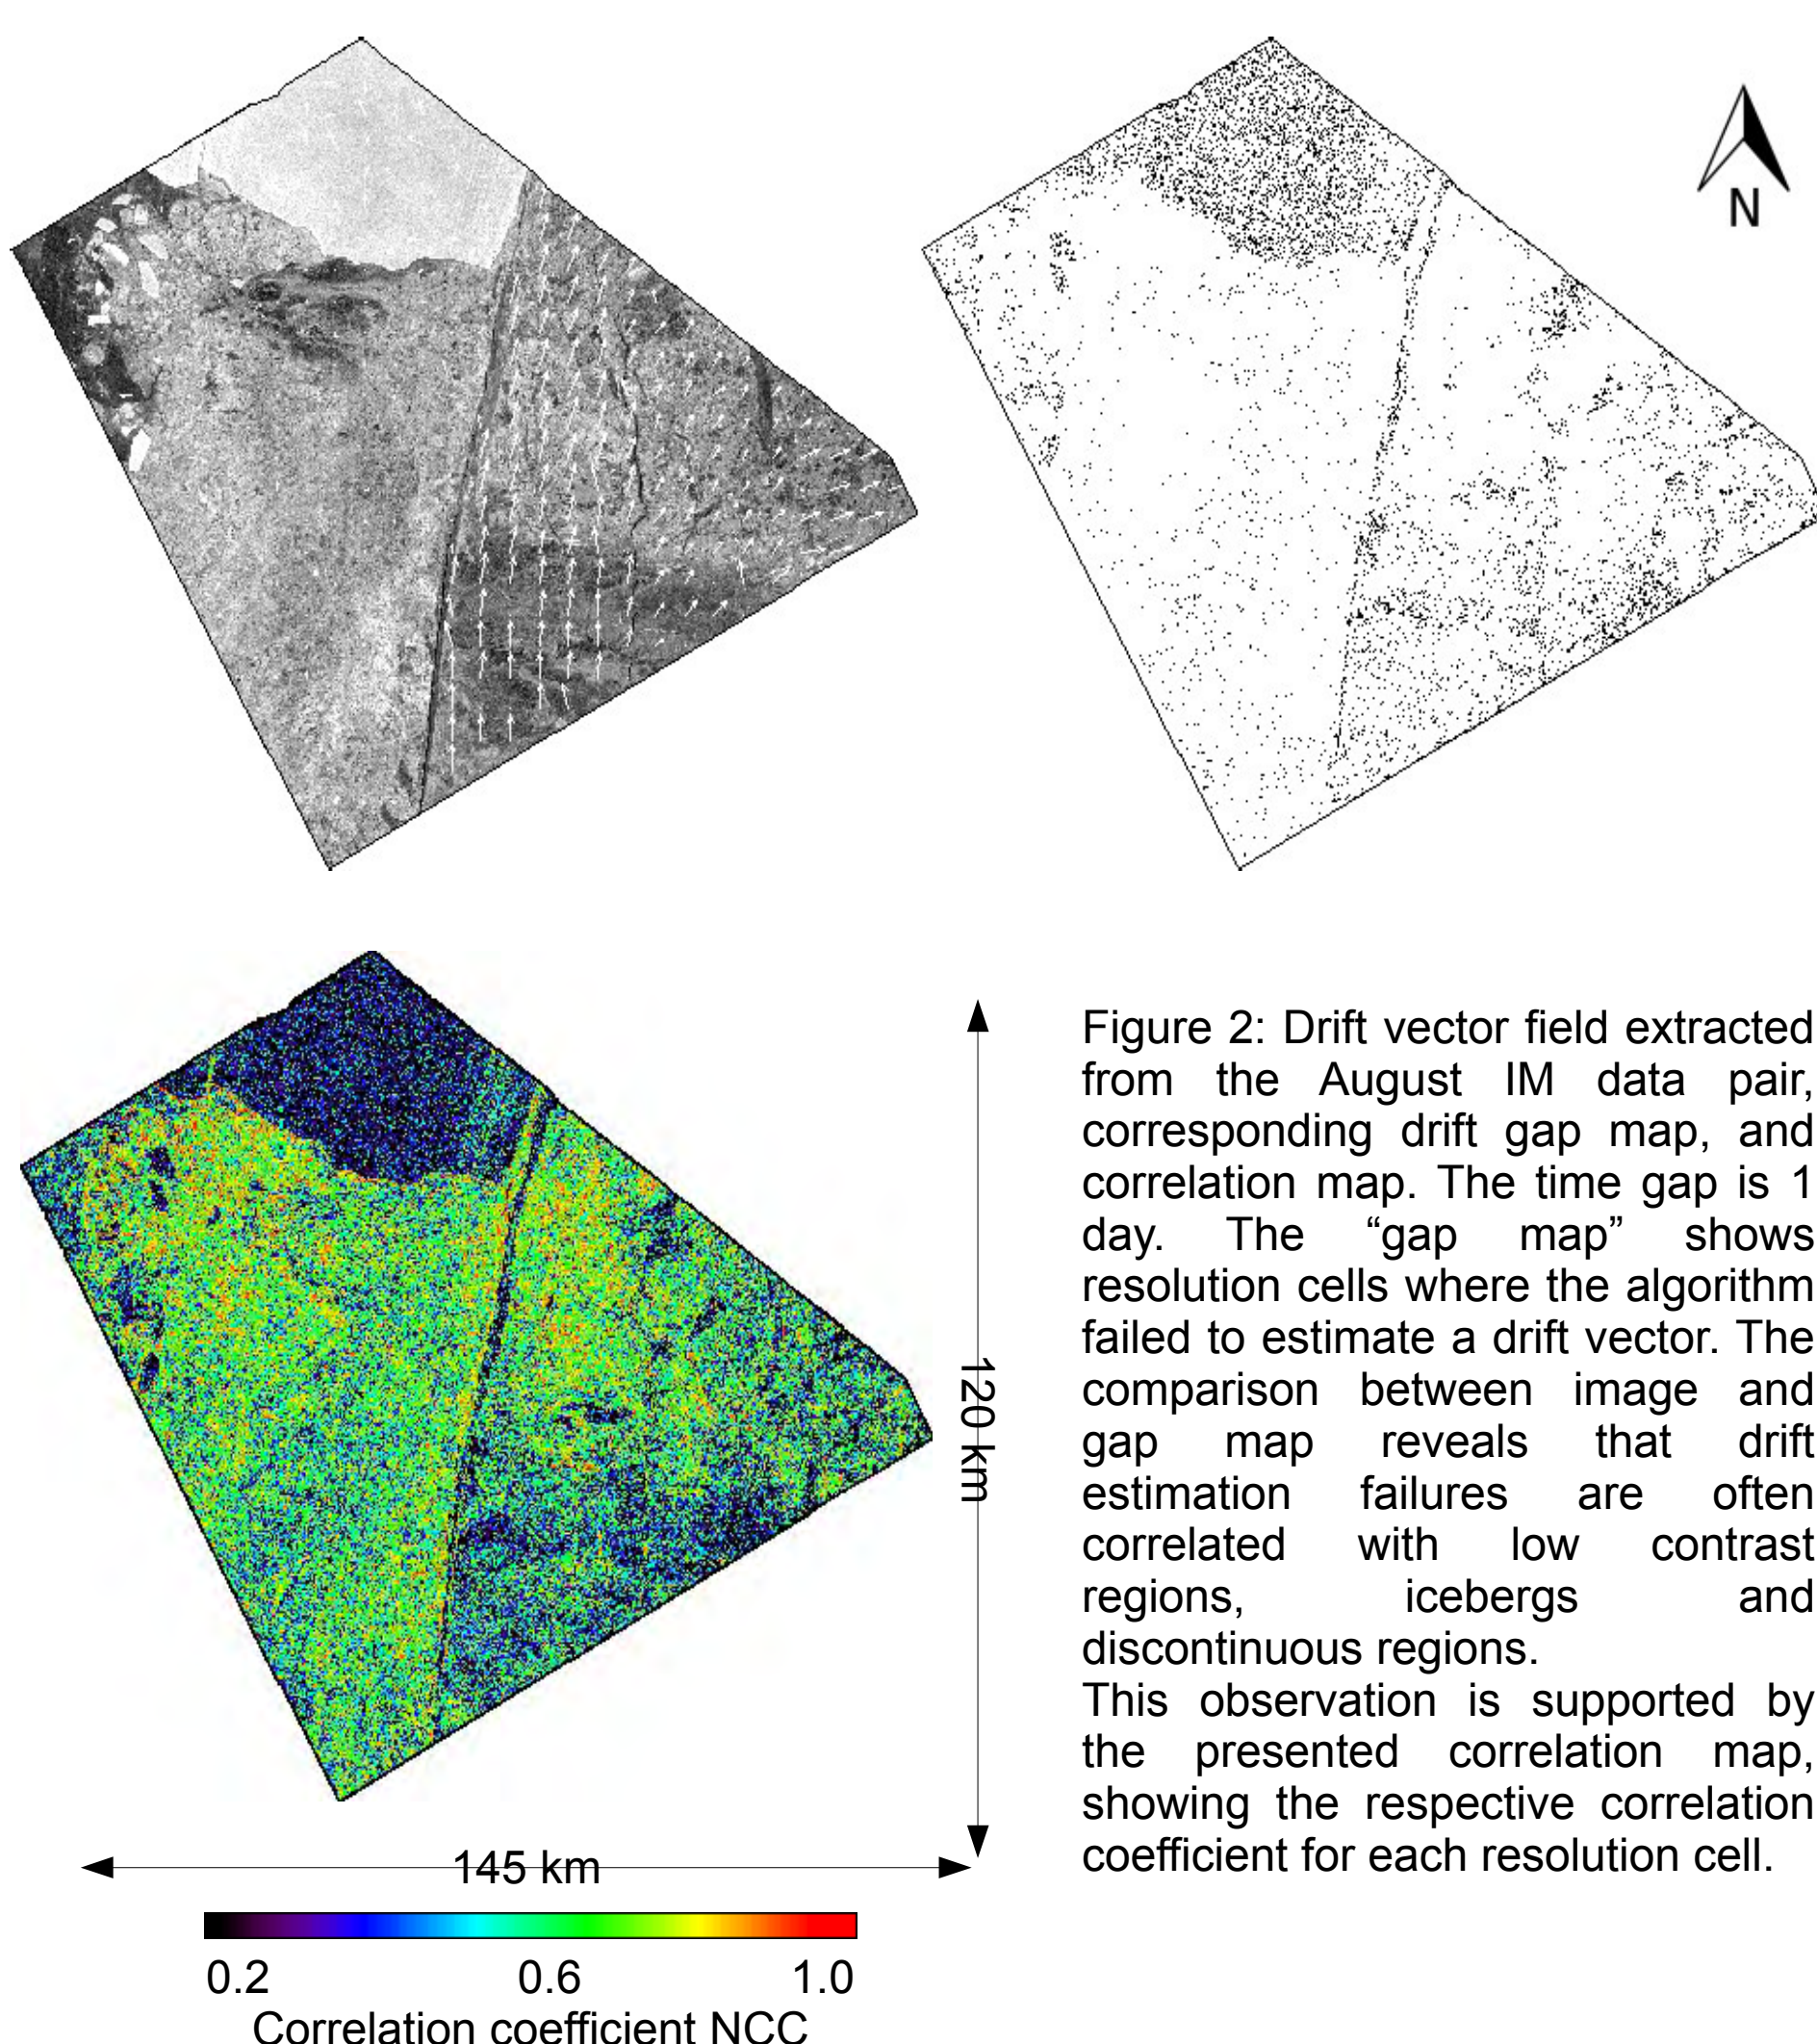 N
120 km
145 km
0.2 0.6 1.0
Correlation coefficient NCC
Figure 2: Drift vector field extracted
from the August IM data pair,
corresponding drift gap map, and
correlation map. The time gap is 1
day. The “gap map” shows
resolution cells where the algorithm
failed to estimate a drift vector. The
comparison between image and
gap map reveals that drift
estimation failures are often
correlated with low contrast
regions, icebergs and
discontinuous regions.
This observation is supported by
the presented correlation map,
showing the respective correlation
coefficient for each resolution cell.